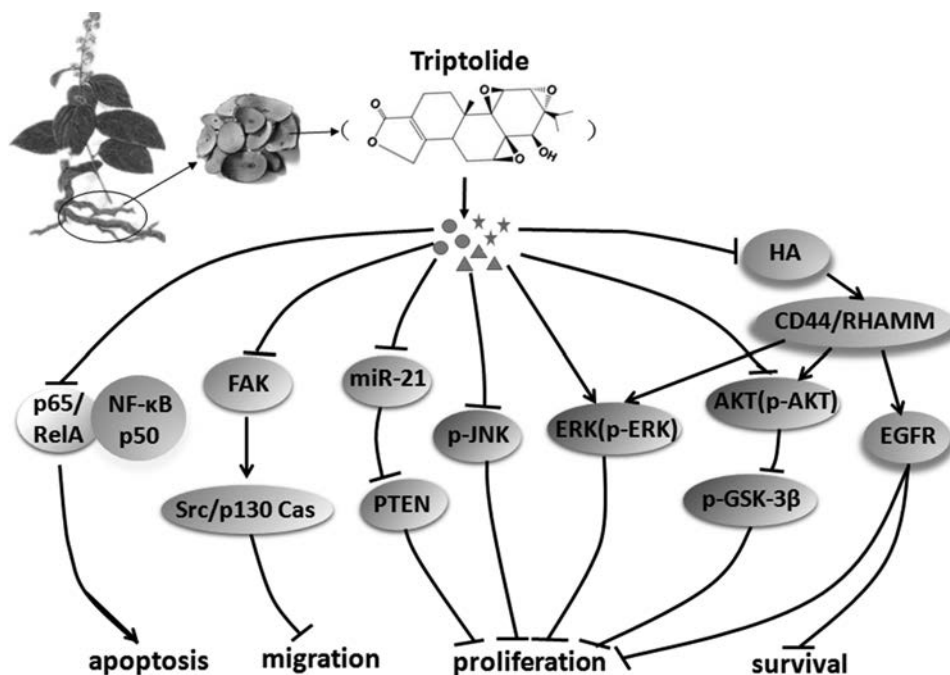 Triptolide
O
O
O
O
O
OH
( )
HA
CD44/RHAMM
p65/
RelA
NF-κB
p50
FAK
miR-21
p-JNK
ERK(p-ERK)
AKT(p-AKT)
EGFR
Src/p130 Cas
PTEN
p-GSK-3β
apoptosis
migration
proliferation
survival